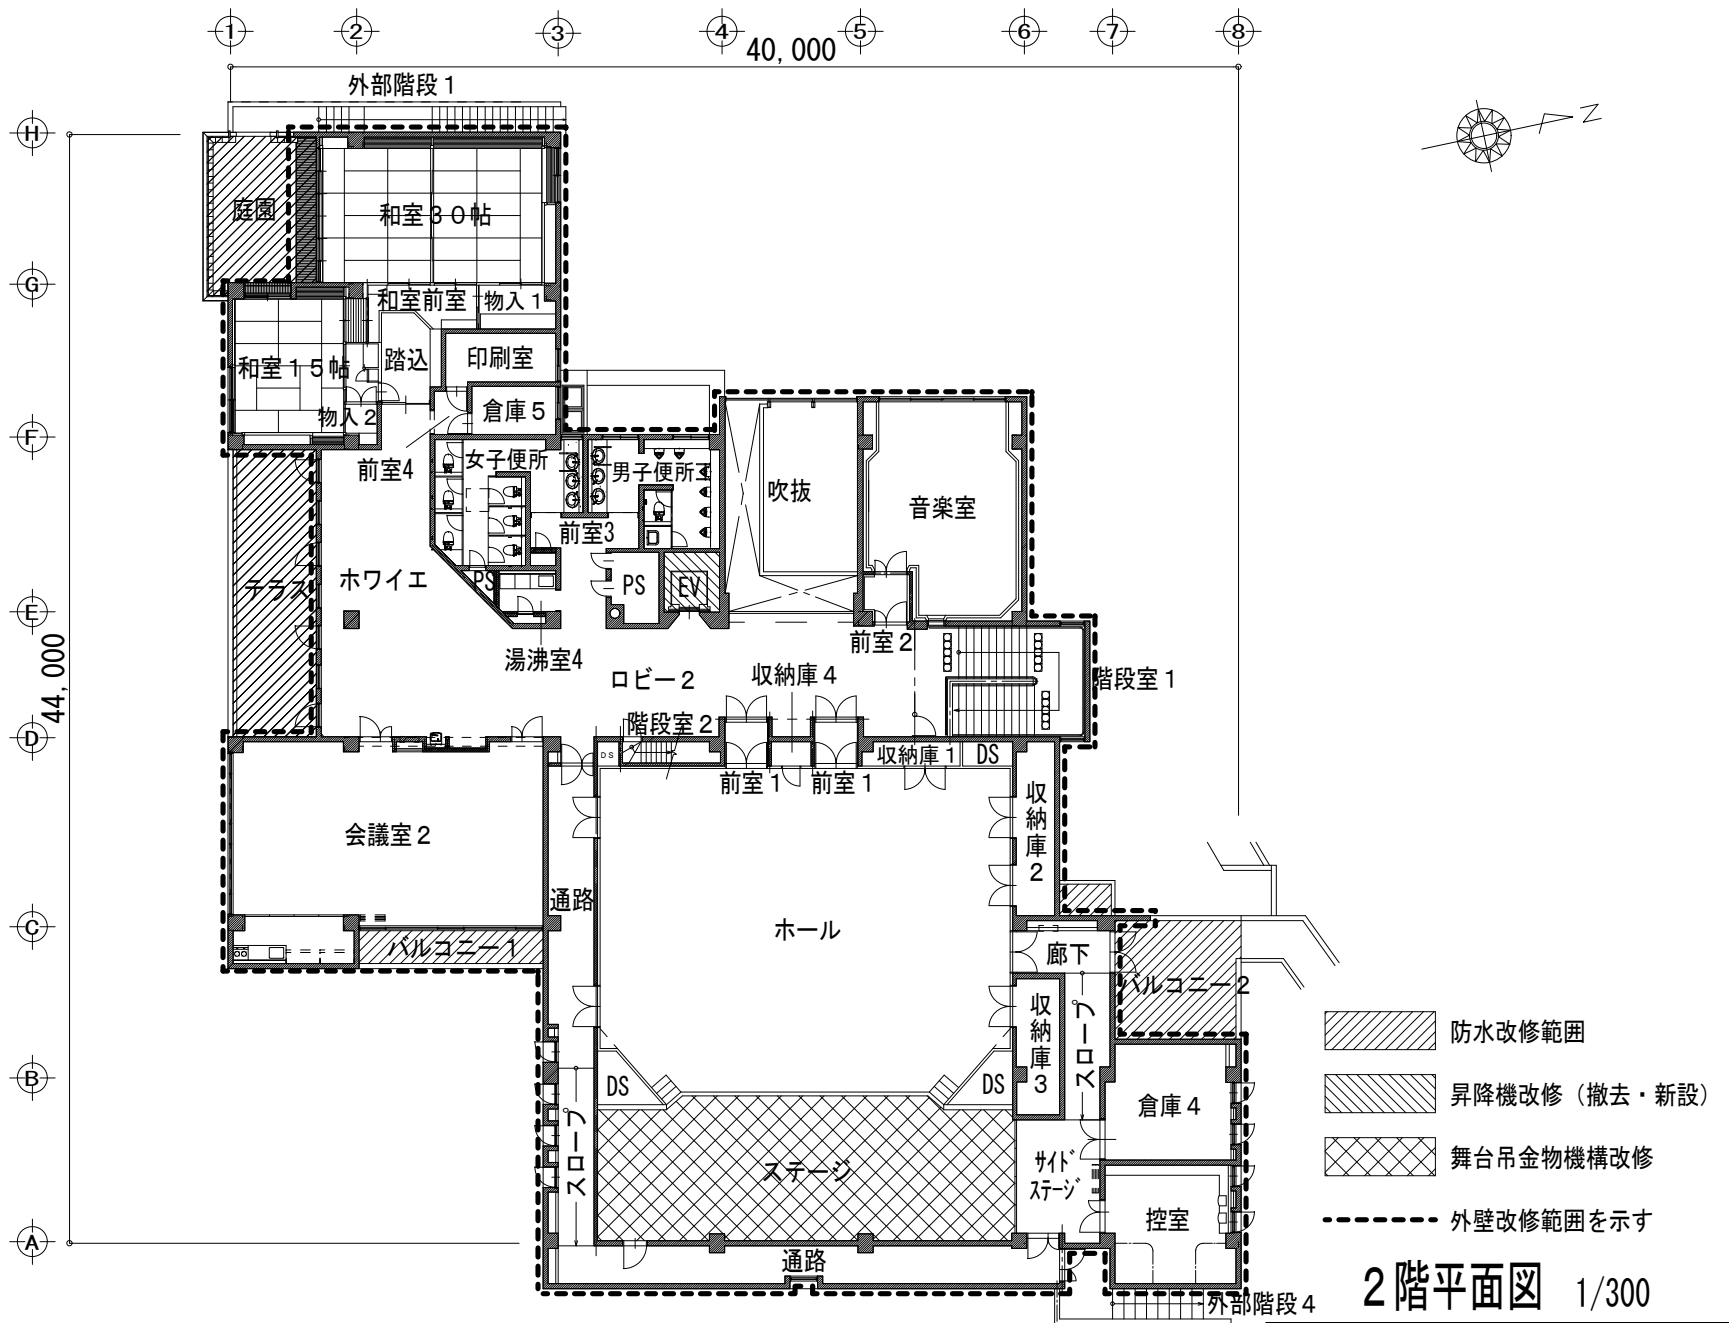 1 2 3 4 5 6 7 8
40,000
外部階段1
H
N
庭園
和室30帖
G
和室前室
物入1
和室15帖
踏込
印刷室
物入2
倉庫5
F
前室4
女子便所
男子便所
吹抜
音楽室
前室3
テラス
ホワイエ
PS
PS
EV
E
44,000
湯沸室4
ロビー2
収納庫4
前室2
階段室1
階段室2
D
DS
前室1
前室1
収納庫1
DS
会議室2
収納庫2
通路
C
バルコニー1
ホール
廊下
バルコニー2
収納庫3
スロープ
防水改修範囲
B
DS
DS
倉庫4
昇降機改修(撤去・新設)
スロープ
ステージ
サイド
ステージ
舞台吊金物機構改修
控室
外壁改修範囲を示す
A
通路
外部階段4
2階平面図 1/300